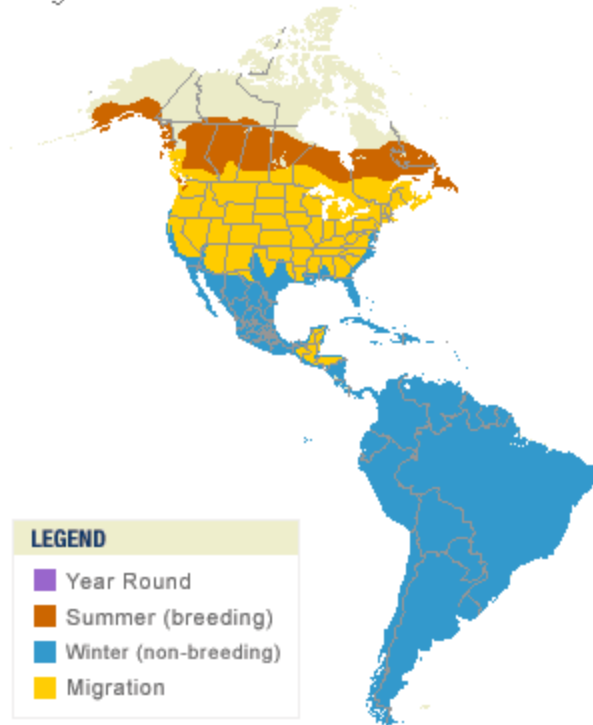 LEGEND
Year Round
Summer (breeding)
Winter (non-breeding)
Migration